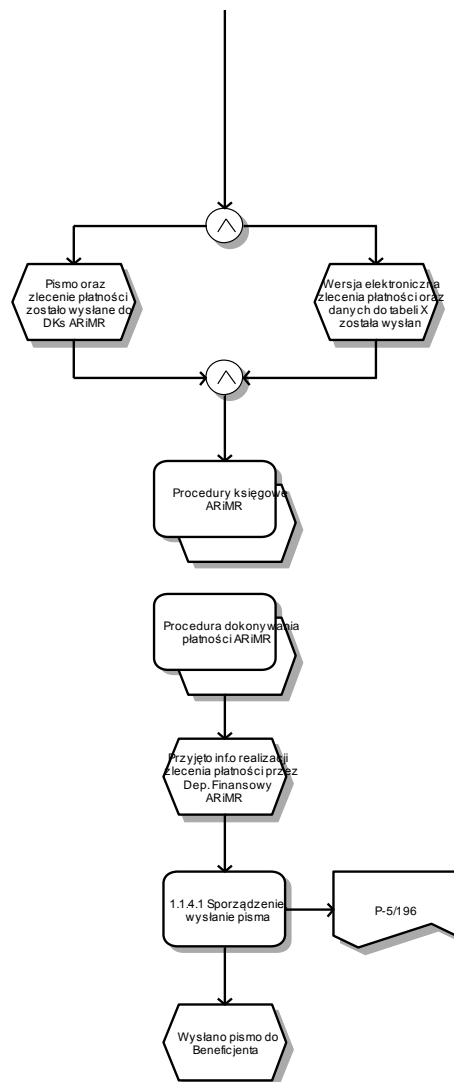 Pismo oraz
zlecenie płatności
zostało wysłane do
DKs ARiMR
Wersja elektroniczna
zlecenia płatności oraz
danych do tabeli X
została wysłan
Procedury księgowe
ARiMR
Procedura dokonywania
płatności ARiMR
Przyjęto inf.o realizacji
zlecenia płatności przez
Dep. Finansowy
ARiMR
1.1.4.1 Sporządzenie,
wysłanie pisma
P-5/196
Wysłano pismo do
Beneficjenta